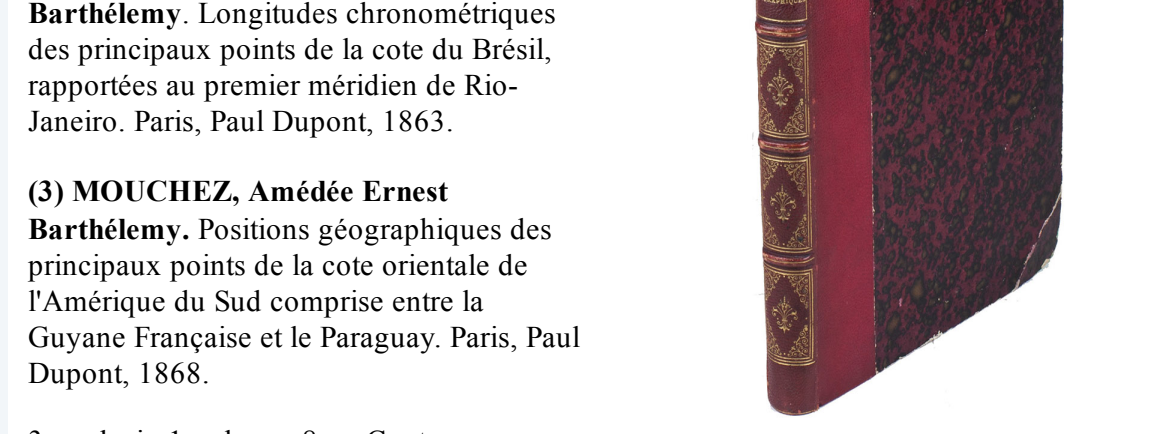 Barthélemy. Longitudes chronométriques
des principaux points de la cote du Brésil,
rapportées au premier méridien de Rio-
Janeiro. Paris, Paul Dupont, 1863.
(3) MOUCHEZ, Amédée Ernest
Barthélemy. Positions géographiques des
principaux points de la cote orientale de
l'Amérique du Sud comprise entre la
Guyane Française et le Paraguay. Paris, Paul
Dupont, 1868.